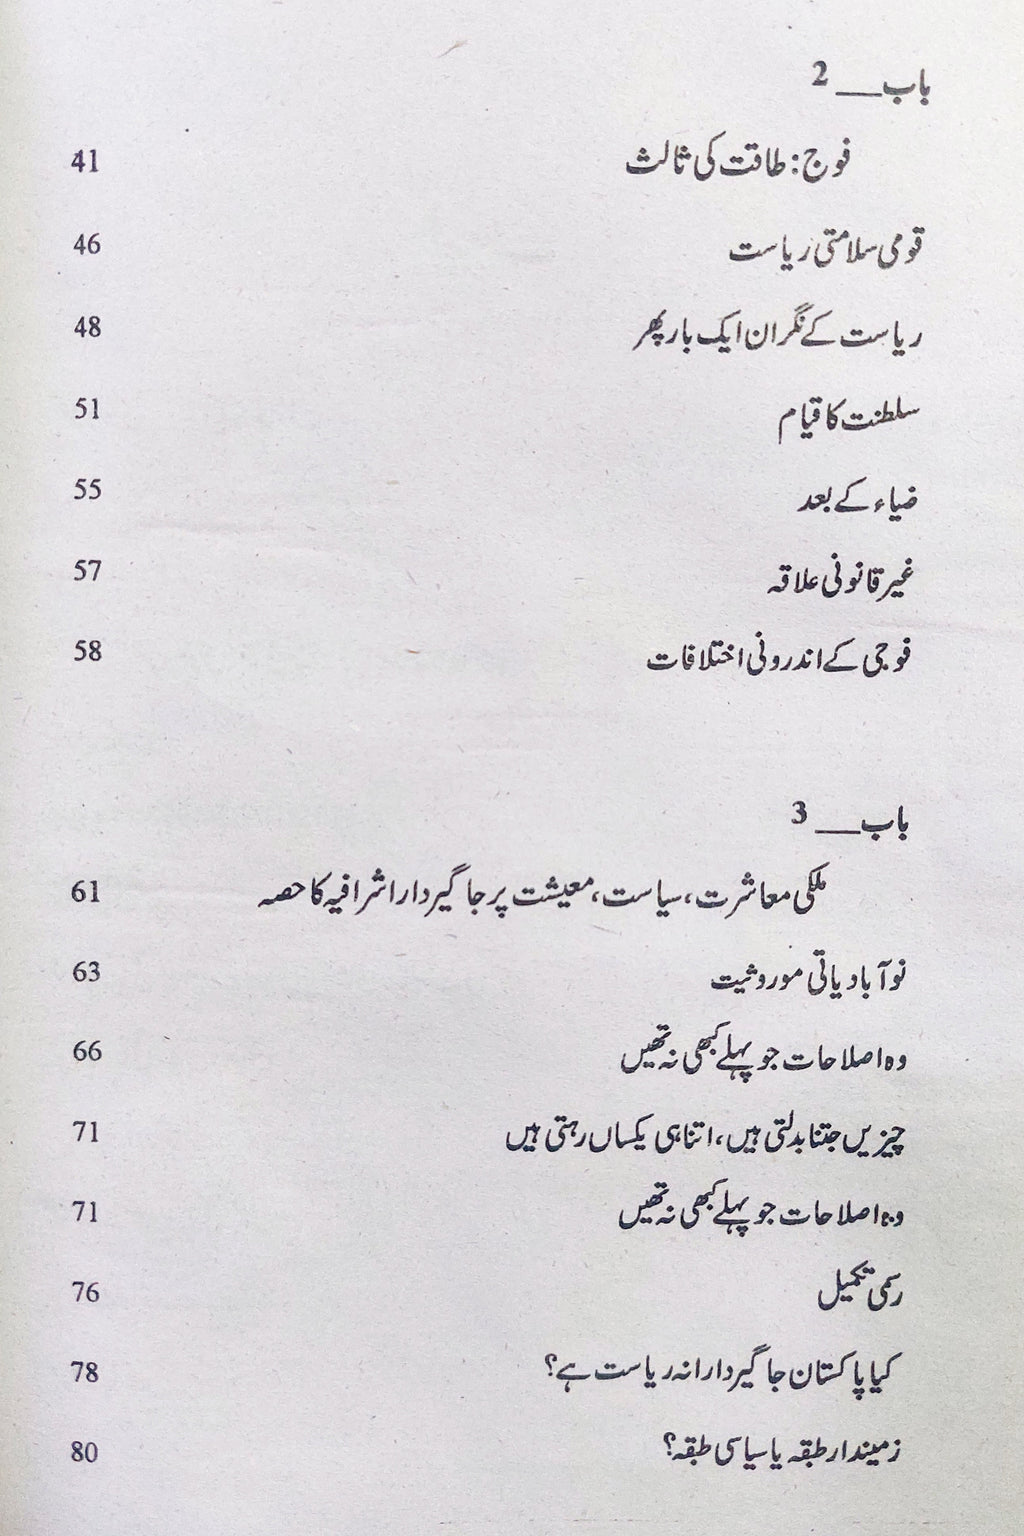 باب__ 2
فوج: طاقت کی ثالث 41
قومی سلامتی ریاست 46
ریاست کے نگران ایک بار پھر 48
سلطنت کا قیام 51
ضیاء کے بعد 55
غیر قانونی علاقہ 57
فوجی کے اندرونی اختلافات 58
باب__ 3
ملکی معاشرت، سیاست، معیشت پر جاگیردار اشرافیہ کا حصہ 61
نوآبادیاتی موروثیت 63
وہ اصلاحات جو پہلے کبھی نہ تھیں 66
چیزیں جتنا بدلتی ہیں، اتنا ہی یکساں رہتی ہیں 71
وہ اصلاحات جو پہلے کبھی نہ تھیں 71
رسمی تکمیل 76
کیا پاکستان جاگیردارانہ ریاست ہے؟ 78
زمیندار طبقہ یا سیاسی طبقہ؟ 80